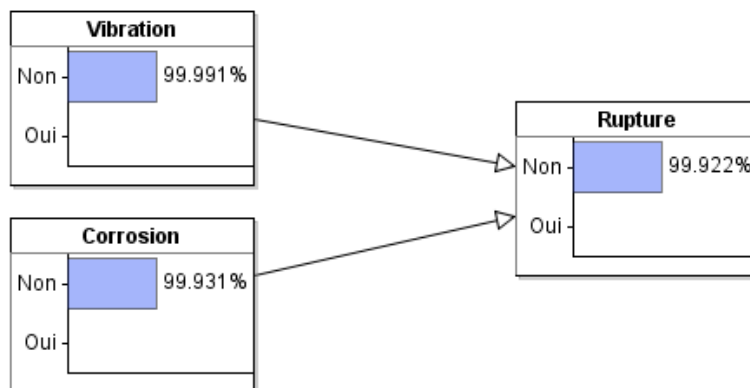 Vibration
Non 99.991%
Oui
Corrosion
Non 99.931%
Oui
Rupture
Non 99.922%
Oui